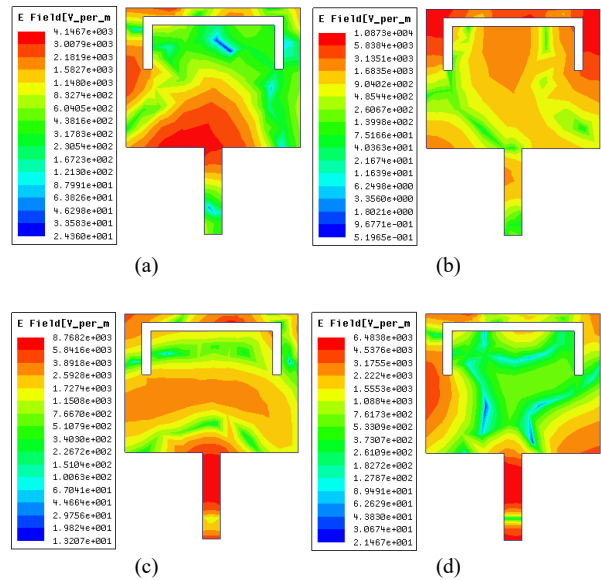 E Field[V_per_m
4.1467e+003
3.0079e+003
2.1819e+003
1.5827e+003
1.1480e+003
8.3274e+002
6.0405e+002
4.3816e+002
3.1783e+002
2.3054e+002
1.6723e+002
1.2130e+002
8.7991e+001
6.3826e+001
4.6298e+001
3.3583e+001
2.4360e+001
(a)
E Field[V_per_m
1.0873e+004
5.8384e+003
3.1351e+003
1.6835e+003
9.0402e+002
4.8544e+002
2.6067e+002
1.3998e+002
7.5166e+001
4.0363e+001
2.1674e+001
1.1639e+001
6.2498e+000
3.3560e+000
1.8021e+000
9.6771e-001
5.1965e-001
(b)
E Field[V_per_m
8.7682e+003
5.8416e+003
3.8918e+003
2.5928e+003
1.7274e+003
1.1508e+003
7.6670e+002
5.1079e+002
3.4030e+002
2.2672e+002
1.5104e+002
1.0063e+002
6.7041e+001
4.4664e+001
2.9756e+001
1.9824e+001
1.3207e+001
(c)
E Field[V_per_m
6.4838e+003
4.5376e+003
3.1755e+003
2.2224e+003
1.5553e+003
1.0884e+003
7.6173e+002
5.3309e+002
3.7307e+002
2.6109e+002
1.8272e+002
1.2787e+002
8.9491e+001
6.2629e+001
4.3830e+001
3.0674e+001
2.1467e+001
(d)